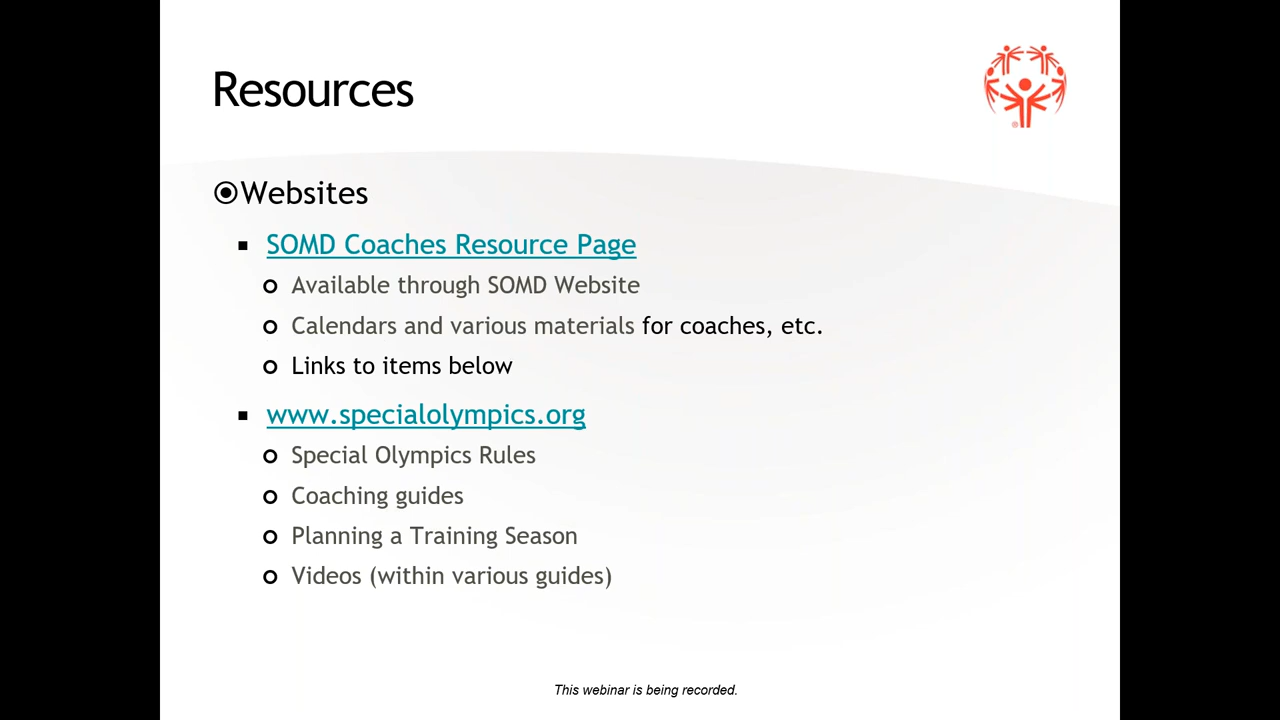 Resources
Websites
SOMD Coaches Resource Page
Available through SOMD Website
Calendars and various materials for coaches, etc.
Links to items below
www.specialolympics.org
Special Olympics Rules
Coaching guides
Planning a Training Season
Videos (within various guides)
This webinar is being recorded.